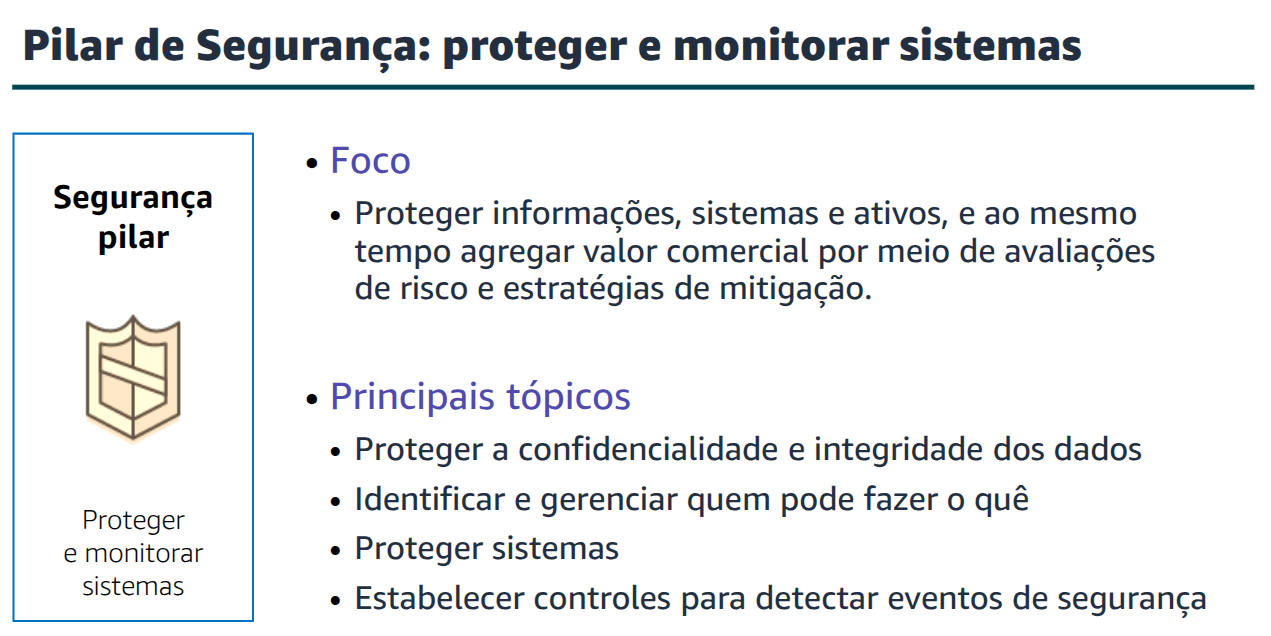 Pilar de Segurança: proteger e monitorar sistemas
Segurança
pilar
Proteger
e monitorar
sistemas
• Foco
• Proteger informações, sistemas e ativos, e ao mesmo
tempo agregar valor comercial por meio de avaliações
de risco e estratégias de mitigação.
• Principais tópicos
• Proteger a confidencialidade e integridade dos dados
• Identificar e gerenciar quem pode fazer o quê
• Proteger sistemas
• Estabelecer controles para detectar eventos de segurança